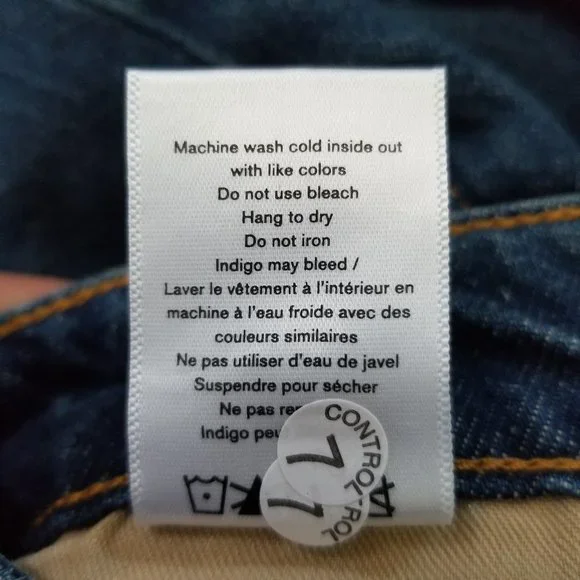 Machine wash cold inside out
with like colors
Do not use bleach
Hang to dry
Do not iron
Indigo may bleed /
Laver le vêtement à l'intérieur en
machine à l'eau froide avec des
couleurs similaires
Ne pas utiliser d'eau de javel
Suspendre pour sécher
Ne pas
Indigo
CONTROL
7
7